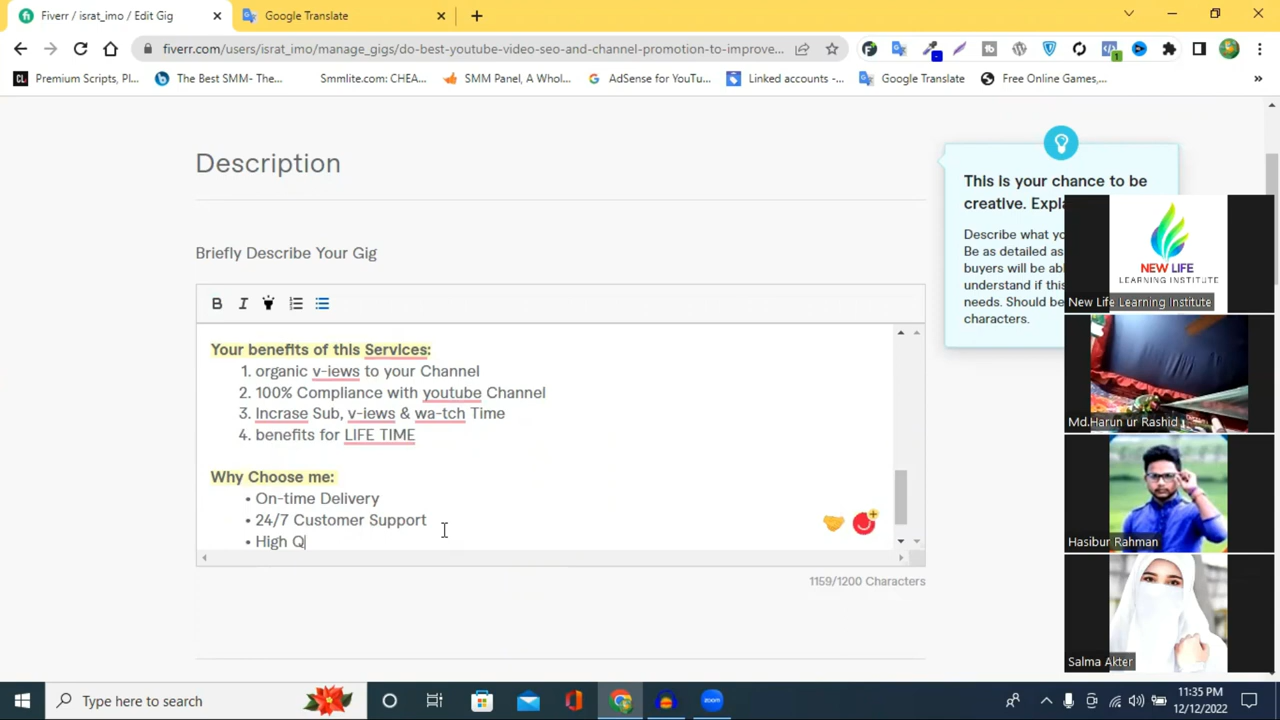 Fiverr / israt_imo / Edit Gig
Google Translate
fiverr.com/users/israt_imo/manage_gigs/do-best-youtube-video-seo-and-channel-promotion-to-improve...
Premium Scripts, Pl...
The Best SMM- The...
Smmlite.com: CHEA...
SMM Panel, A Whol...
AdSense for YouTu...
Linked accounts -...
Google Translate
Free Online Games,...
Description
Briefly Describe Your Gig
B I
Your benefits of this Services:
1. organic v-iews to your Channel
2. 100% Compliance with youtube Channel
3. Incrase Sub, v-iews & wa-tch Time
4. benefits for LIFE TIME
Why Choose me:
• On-time Delivery
• 24/7 Customer Support
• High Q
1159/1200 Characters
This is your chance to be
creative. Expla
Describe what yo
Be as detailed as
buyers will be abl
understand if this
needs. Should be
characters.
NEW LIFE
LEARNING INSTITUTE
New Life Learning Institute
Md.Harun ur Rashid
Hasibur Rahman
Salma Akter
Type here to search
zoom
11:35 PM
12/12/2022